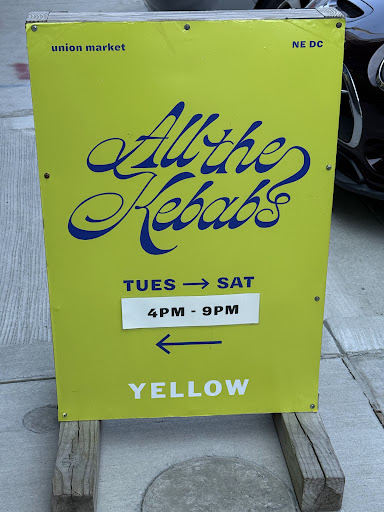 union market NE DC
All the
Kebabs
TUES → SAT
4PM - 9PM
←
YELLOW